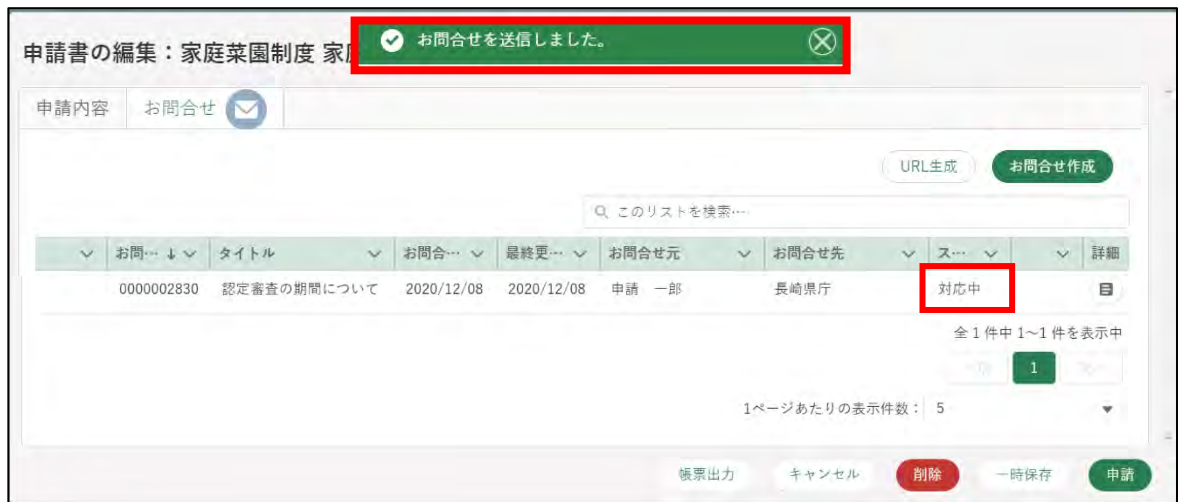 お問合せを送信しました。
申請書の編集：家庭菜園制度 家
申請内容 お問合せ
URL生成 お問合せ作成
このリストを検索…
お問… ↓ タイトル お問合… 最終更… お問合せ元 お問合せ先 ス… 詳細
0000002830 認定審査の期間について 2020/12/08 2020/12/08 申請 一郎 長崎県庁 対応中
全 1 件中 1～1 件を表示中
1
1ページあたりの表示件数： 5
帳票出力 キャンセル 削除 一時保存 申請